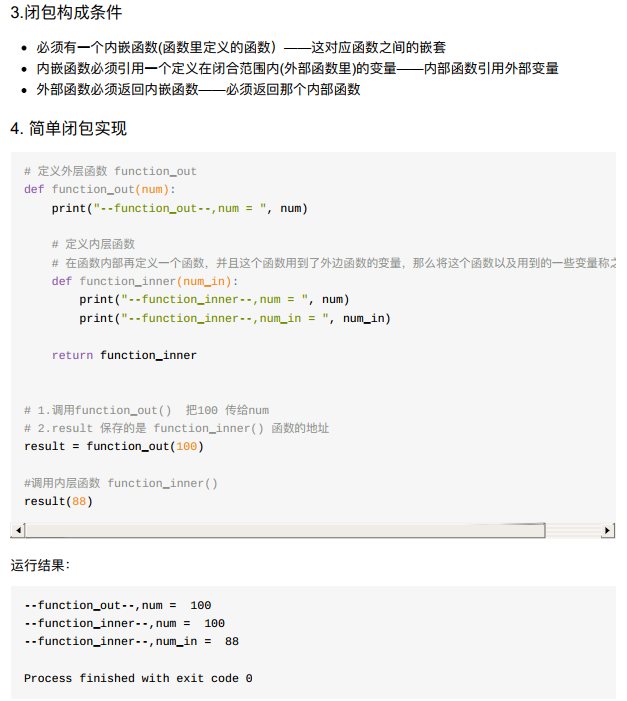 3.闭包构成条件
必须有一个内嵌函数(函数里定义的函数）——这对应函数之间的嵌套
内嵌函数必须引用一个定义在闭合范围内(外部函数里)的变量——内部函数引用外部变量
外部函数必须返回内嵌函数——必须返回那个内部函数
4. 简单闭包实现
# 定义外层函数 function_out
def function_out(num):
    print("--function_out--,num = ", num)
    # 定义内层函数
    # 在函数内部再定义一个函数，并且这个函数用到了外边函数的变量，那么将这个函数以及用到的一些变量称之
    def function_inner(num_in):
        print("--function_inner--,num = ", num)
        print("--function_inner--,num_in = ", num_in)
    return function_inner
# 1.调用function_out()  把100 传给num
# 2.result 保存的是 function_inner() 函数的地址
result = function_out(100)
#调用内层函数 function_inner()
result(88)
运行结果：
--function_out--,num =  100
--function_inner--,num =  100
--function_inner--,num_in =  88
Process finished with exit code 0